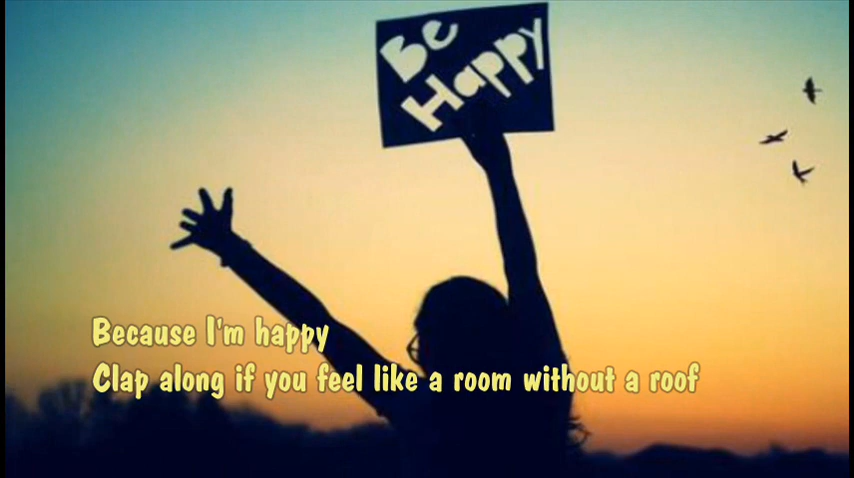 Be
Happy
Because I'm happy
Clap along if you feel like a room without a roof